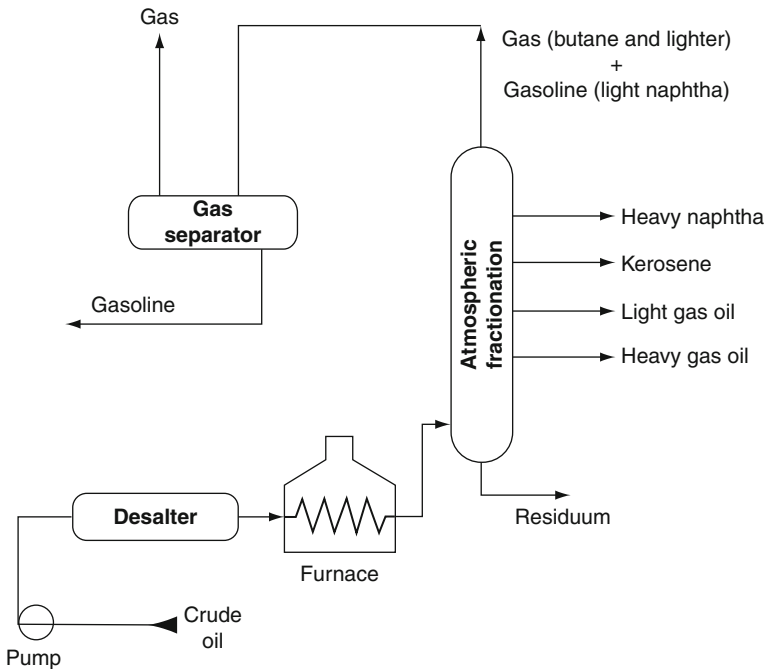 Gas
Gas (butane and lighter)
+
Gasoline (light naphtha)
Gas
separator
Gasoline
Atmospheric
fractionation
Heavy naphtha
Kerosene
Light gas oil
Heavy gas oil
Residuum
Desalter
Furnace
Crude
oil
Pump